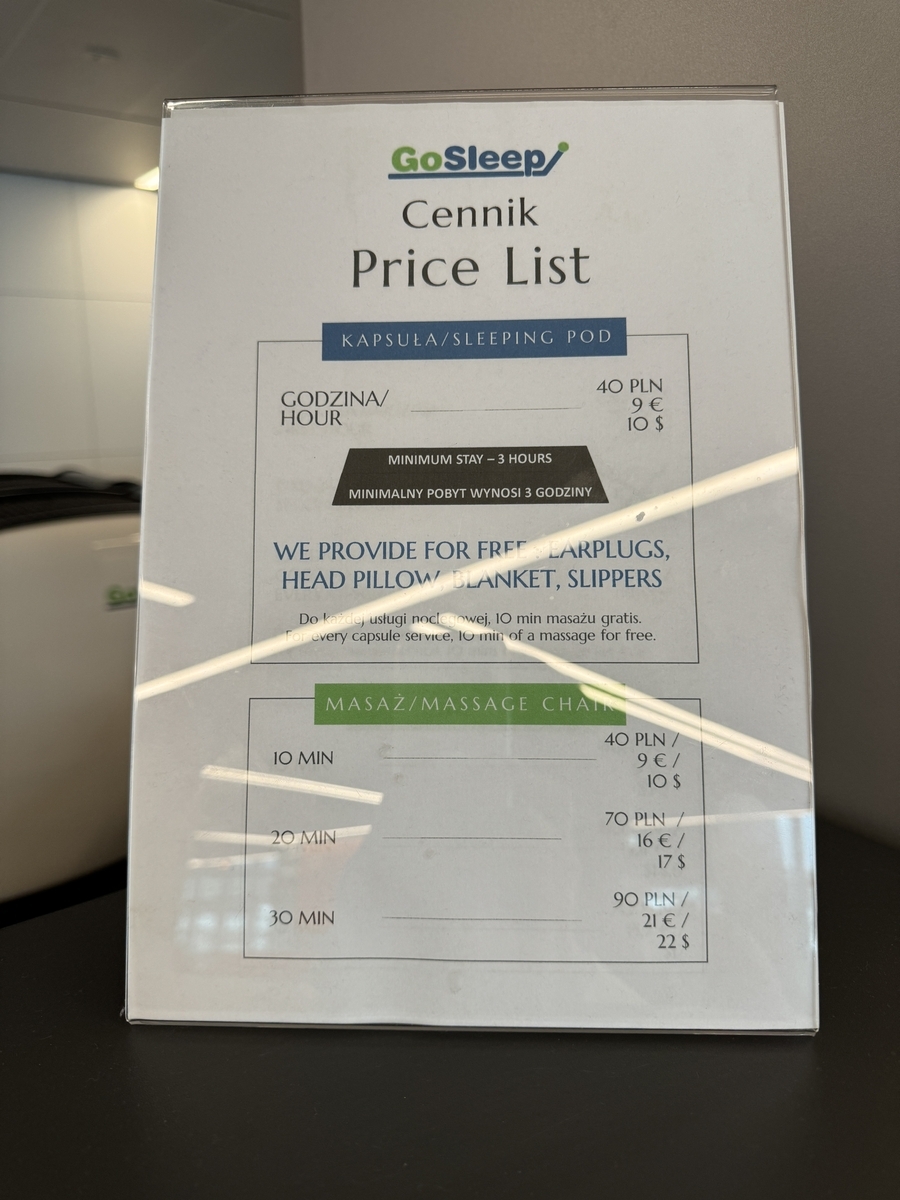 GoSleep
Cennik
Price List
KAPSUŁA/SLEEPING POD
GODZINA/
HOUR
40 PLN
9 €
10 $
MINIMUM STAY – 3 HOURS
MINIMALNY POBYT WYNOSI 3 GODZINY
WE PROVIDE FOR FREE : EARPLUGS,
HEAD PILLOW, BLANKET, SLIPPERS
Do każdej usługi noclegowej, 10 min masażu gratis.
For every capsule service, 10 min of a massage for free.
MASAŻ/MASSAGE CHAIR
10 MIN
40 PLN /
9 € /
10 $
20 MIN
70 PLN /
16 € /
17 $
30 MIN
90 PLN /
21 € /
22 $